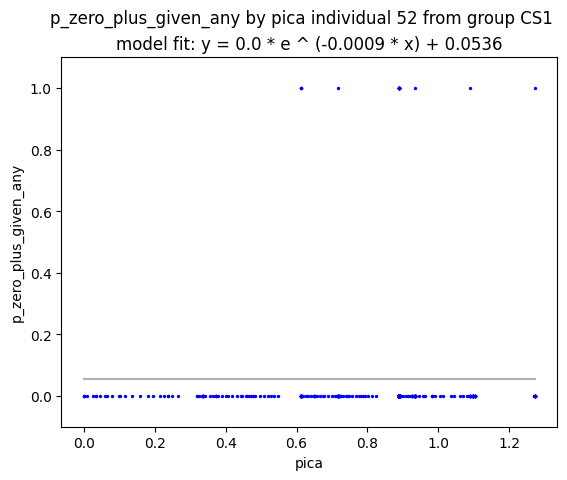 p_zero_plus_given_any by pica individual 52 from group CS1
model fit: y = 0.0 * e ^ (-0.0009 * x) + 0.0536
p_zero_plus_given_any
1.0
0.8
0.6
0.4
0.2
0.0
0.0 0.2 0.4 0.6 0.8 1.0 1.2
pica